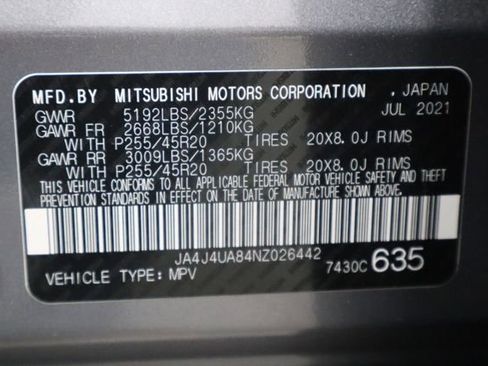 MFD.BY MITSUBISHI MOTORS CORPORATION , JAPAN
GVWR 5192LBS/2355KG JUL 2021
GAWR FR 2668LBS/1210KG
WITH P255/45R20 TIRES 20X8.0J RIMS
GAWR RR 3009LBS/1365KG
WITH P255/45R20 TIRES 20X8.0J RIMS
THIS VEHICLE CONFORMS TO ALL APPLICABLE FEDERAL MOTOR VEHICLE SAFETY AND THEFT
PREVENTION STANDARDS IN EFFECT ON THE DATE OF MANUFACTURE SHOWN ABOVE.
JA4J4UA84NZ026442
VEHICLE TYPE: MPV 7430C 635